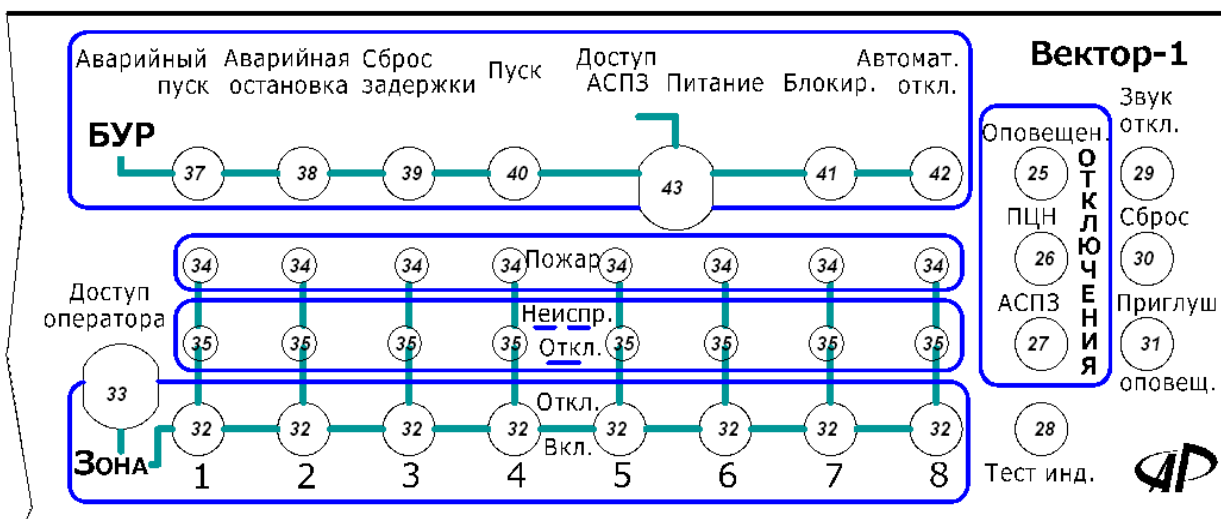 Вектор-1
Аварийный пуск
Аварийная остановка
Сброс задержки
Пуск
Доступ АСПЗ
Питание
Блокир.
Автомат. откл.
БУР
37 38 39 40 43 41 42
Оповещен.
25
ПЦН
26
АСПЗ
27
ОТКЛЮЧЕНИЯ
Звук откл.
29
Сброс
30
Приглуш
31
оповещ.
34 34 34 34 Пожар 34 34 34 34
Неиспр.
35 35 35 35 Откл. 35 35 35 35
Доступ оператора
33
Откл.
32 32 32 32 32 32 32 32
Вкл.
Зона
1 2 3 4 5 6 7 8
28
Тест инд.
АР